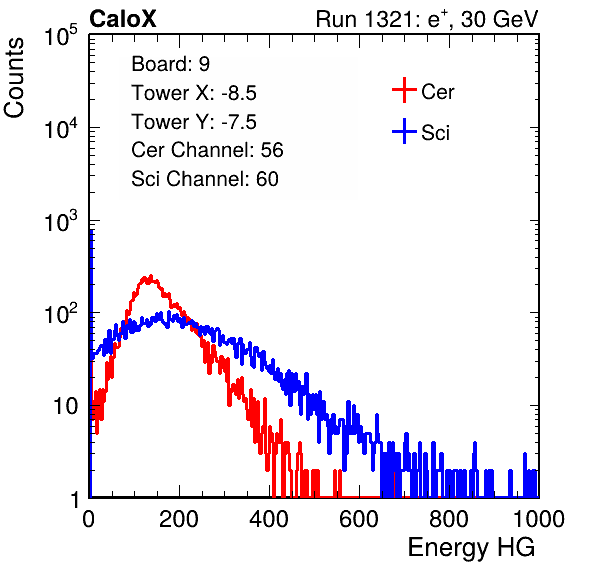 CaloX Run 1321: e⁺, 30 GeV
Counts
Board: 9
Tower X: -8.5
Tower Y: -7.5
Cer Channel: 56
Sci Channel: 60
Cer
Sci
10⁵
10⁴
10³
10²
10
1
0 200 400 600 800 1000
Energy HG